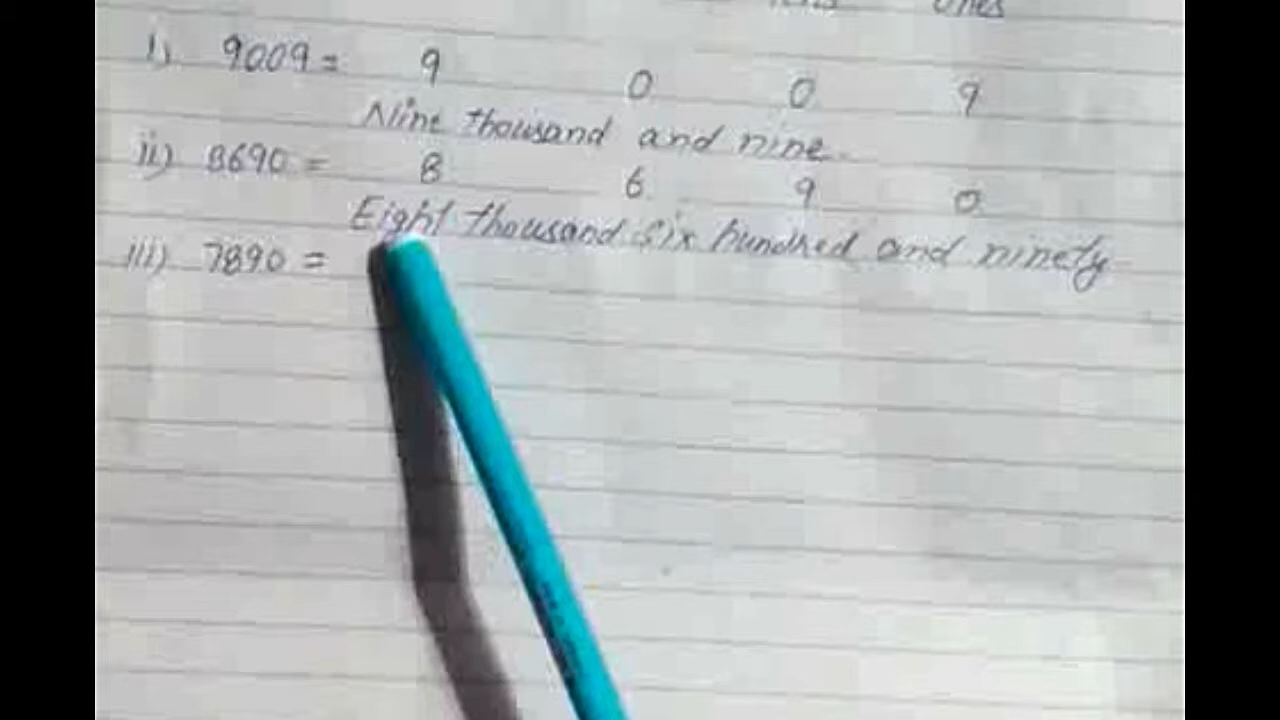 Ones
i) 9009 = 9 0 0 9
Nine thousand and nine.
ii) 8690 = 8 6 9 0
Eight thousand six hundred and ninety
iii) 7890 =